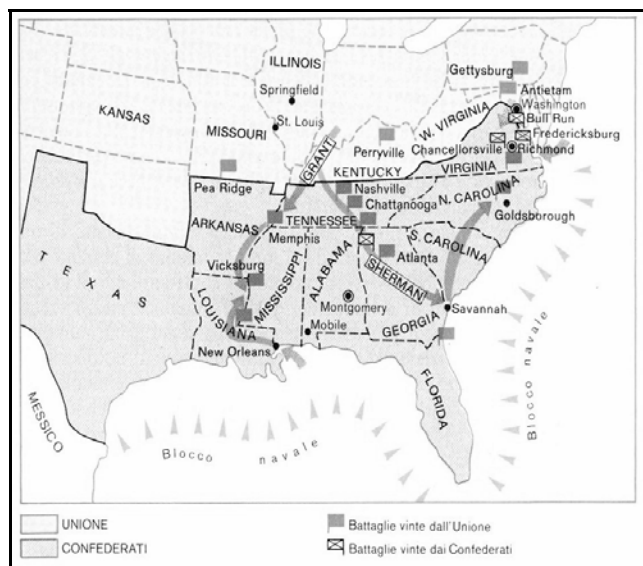 ILLINOIS
Gettysburg
Springfield
Antietam
Washington
KANSAS
MISSOURI
St. Louis
W. VIRGINIA
Bull Run
Fredericksburg
Perryville
Chancellorsville
Richmond
GRANT
KENTUCKY
VIRGINIA
Pea Ridge
Nashville
Chattanooga
N. CAROLINA
ARKANSAS
TENNESSEE
Goldsborough
Memphis
S. CAROLINA
TEXAS
Vicksburg
MISSISSIPPI
ALABAMA
Atlanta
SHERMAN
LOUISIANA
Montgomery
GEORGIA
Savannah
Mobile
New Orleans
FLORIDA
MESSICO
Blocco navale
Blocco navale
UNIONE
Battaglie vinte dall'Unione
CONFEDERATI
Battaglie vinte dai Confederati